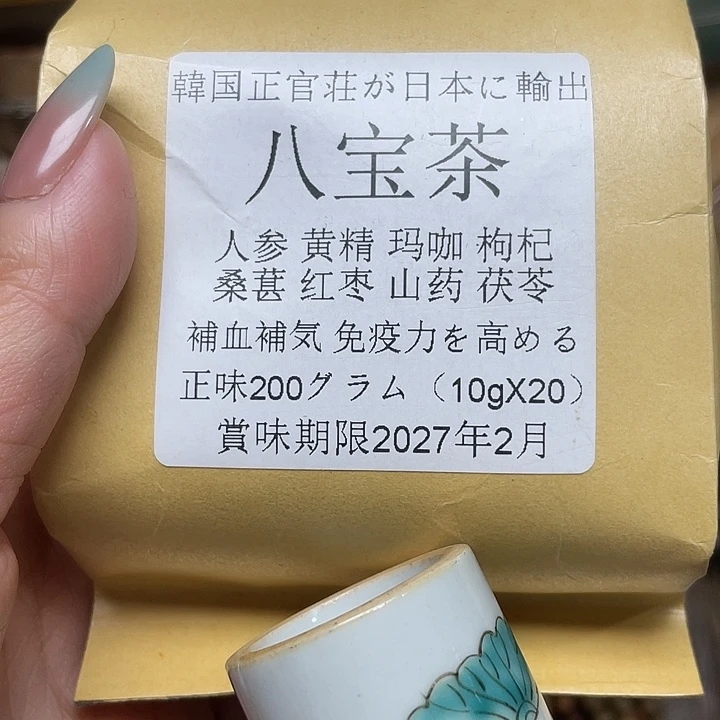 韓国正官荘が日本に輸出
八宝茶
人参 黄精 玛咖 枸杞
桑葚 红枣 山药 茯苓
補血補気 免疫力を高める
正味200グラム（10gX20）
賞味期限2027年2月